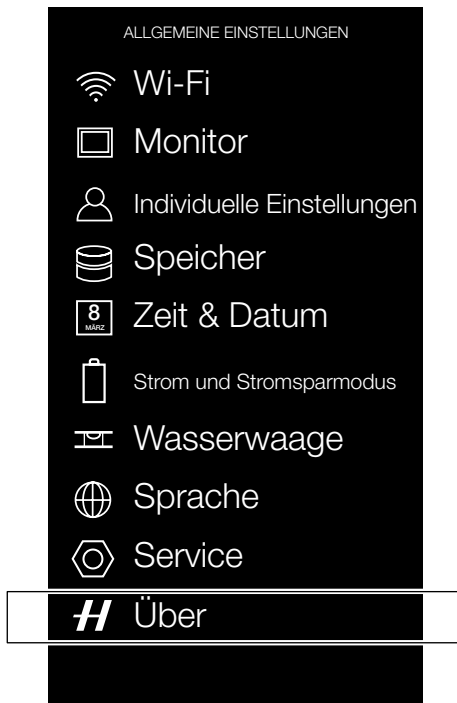 ALLGEMEINE EINSTELLUNGEN
Wi-Fi
Monitor
Individuelle Einstellungen
Speicher
8
MÄRZ
Zeit & Datum
Strom und Stromsparmodus
Wasserwaage
Sprache
Service
H Über